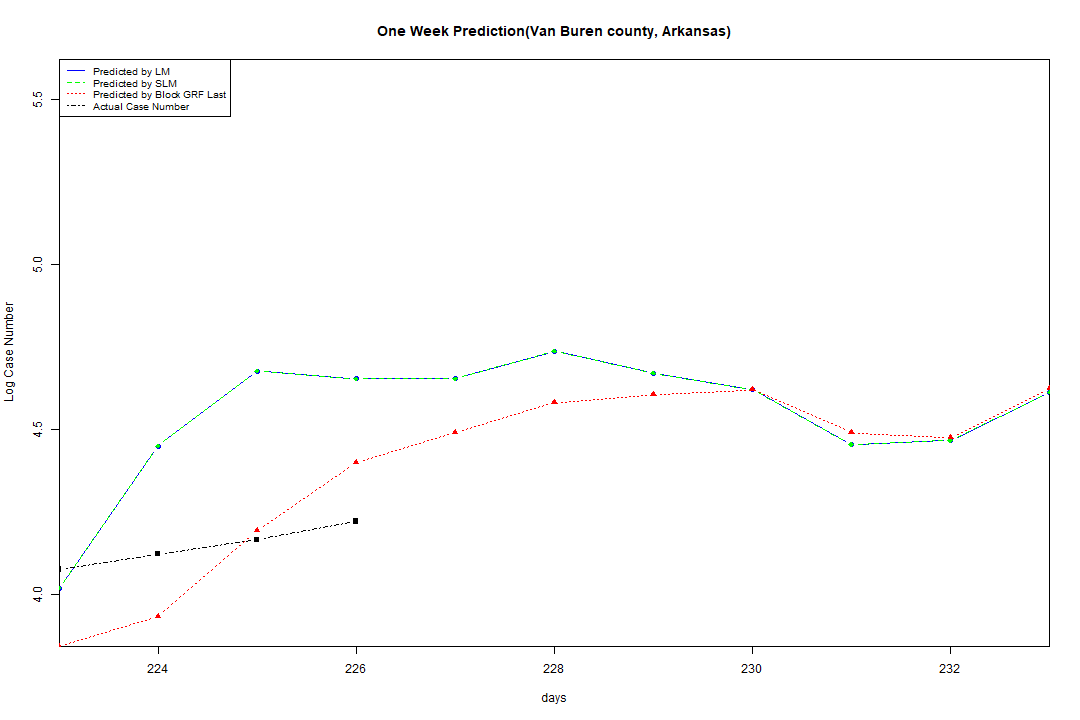 One Week Prediction(Van Buren county, Arkansas)
Predicted by LM
Predicted by SLM
Predicted by Block GRF Last
Actual Case Number
5.5
5.0
4.5
4.0
Log Case Number
224
226
228
230
232
days